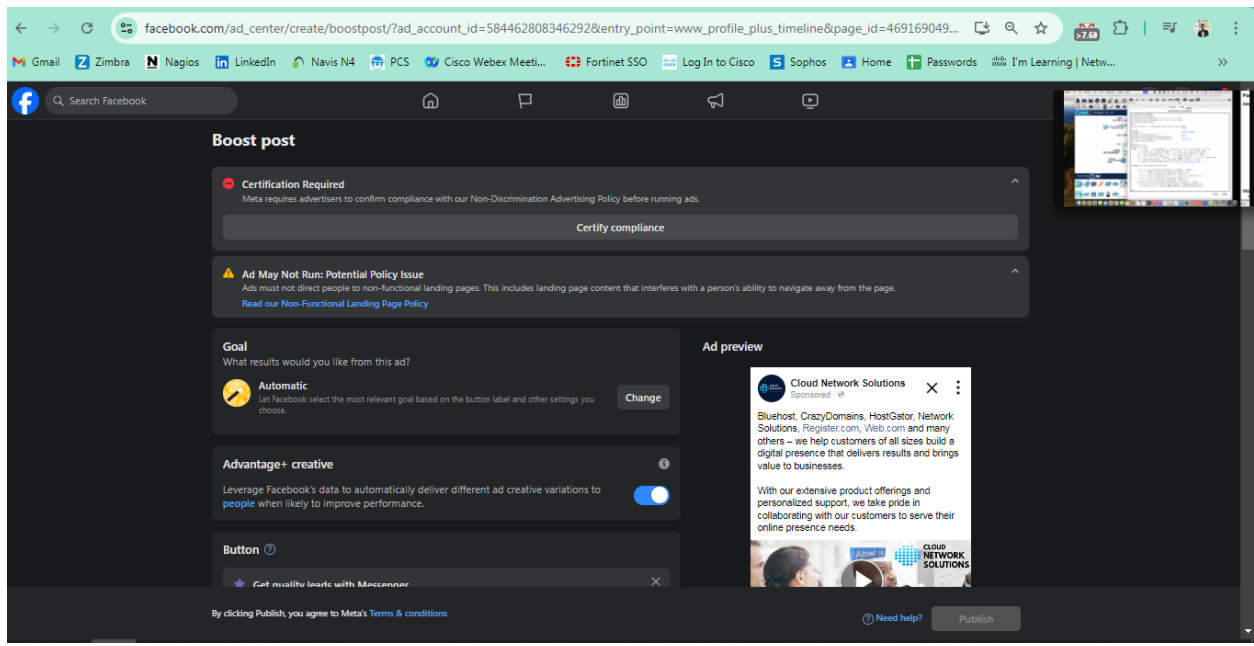 facebook.com/ad_center/create/boostpost/?ad_account_id=584462808346292&entry_point=www_profile_plus_timeline&page_id=469169049...
>7.60
Gmail Zimbra Nagios LinkedIn Navis N4 PCS Cisco Webex Meeti... Fortinet SSO Log In to Cisco Sophos Home Passwords I'm Learning | Netw... »
Search Facebook
Boost post
Certification Required
Meta requires advertisers to confirm compliance with our Non-Discrimination Advertising Policy before running ads.
Certify compliance
Ad May Not Run: Potential Policy Issue
Ads must not direct people to non-functional landing pages. This includes landing page content that interferes with a person's ability to navigate away from the page.
Read our Non-Functional Landing Page Policy
Goal
What results would you like from this ad?
Automatic
Let Facebook select the most relevant goal based on the button label and other settings you
choose.
Change
Advantage+ creative
Leverage Facebook's data to automatically deliver different ad creative variations to
people when likely to improve performance.
Button
Get quality leads with Messenger
Ad preview
Cloud Network Solutions
Sponsored ·
Bluehost, CrazyDomains, HostGator, Network
Solutions, Register.com, Web.com and many
others – we help customers of all sizes build a
digital presence that delivers results and brings
value to businesses.
With our extensive product offerings and
personalized support, we take pride in
collaborating with our customers to serve their
online presence needs.
About us
CLOUD
NETWORK
SOLUTIONS
By clicking Publish, you agree to Meta's Terms & conditions
Need help?
Publish